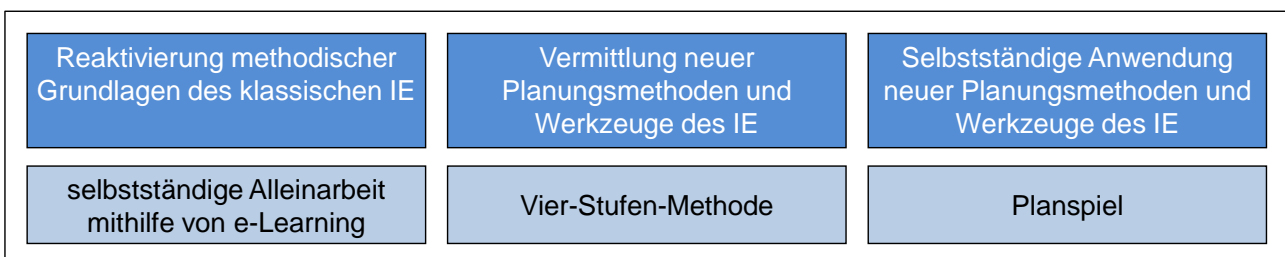 Reaktivierung methodischer
Grundlagen des klassischen IE
Vermittlung neuer
Planungsmethoden und
Werkzeuge des IE
Selbstständige Anwendung
neuer Planungsmethoden und
Werkzeuge des IE
selbstständige Alleinarbeit
mithilfe von e-Learning
Vier-Stufen-Methode
Planspiel